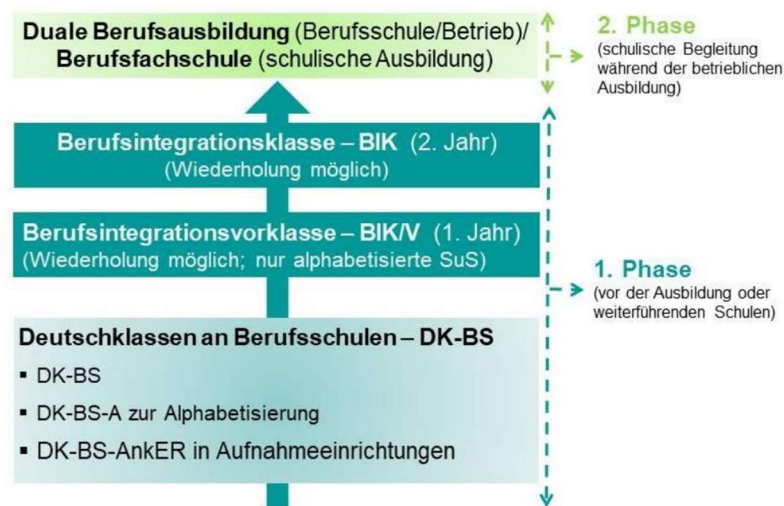 Duale Berufsausbildung (Berufsschule/Betrieb)/
Berufsfachschule (schulische Ausbildung)
2. Phase
(schulische Begleitung
während der betrieblichen
Ausbildung)
Berufsintegrationsklasse – BIK (2. Jahr)
(Wiederholung möglich)
Berufsintegrationsvorklasse – BIK/V (1. Jahr)
(Wiederholung möglich; nur alphabetisierte SuS)
1. Phase
(vor der Ausbildung oder
weiterführenden Schulen)
Deutschklassen an Berufsschulen – DK-BS
▪ DK-BS
▪ DK-BS-A zur Alphabetisierung
▪ DK-BS-AnkER in Aufnahmeeinrichtungen